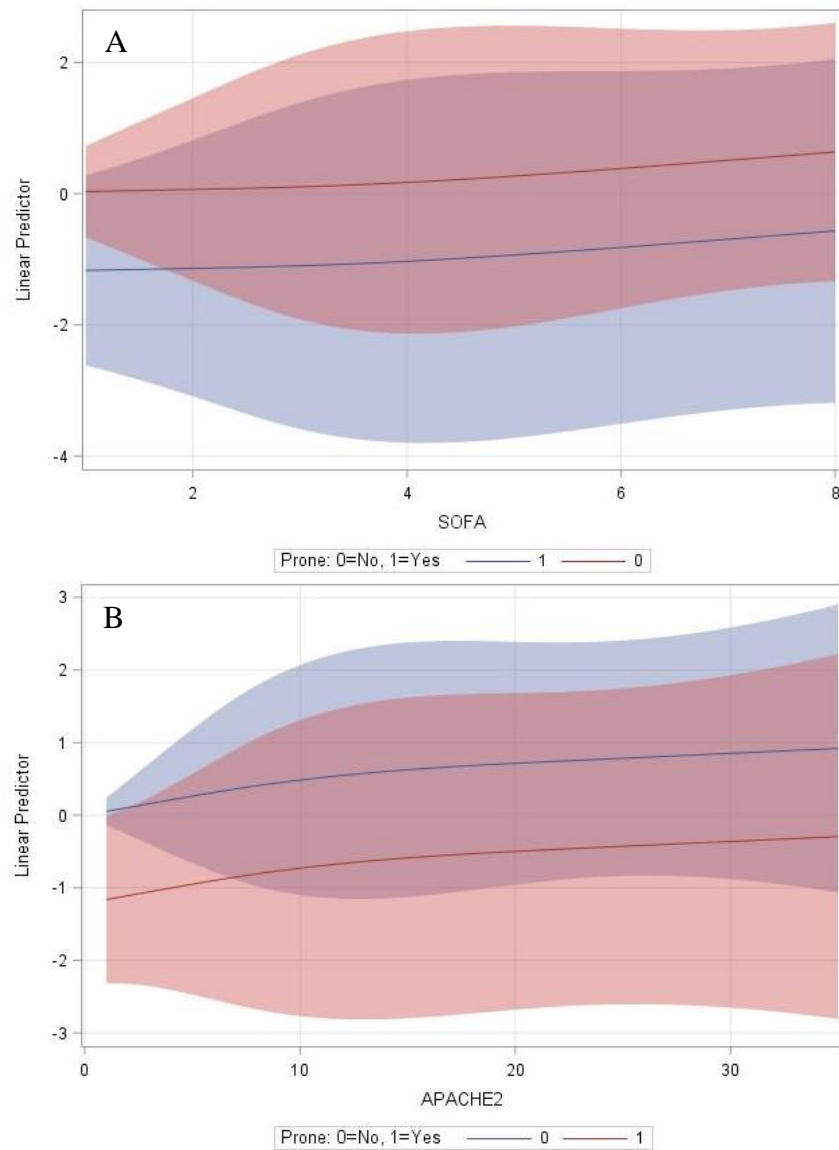 A
2
0
-2
-4
Linear Predictor
2
4
6
8
SOFA
Prone: 0=No, 1=Yes 1 0
B
3
2
1
0
-1
-2
-3
Linear Predictor
0
10
20
30
APACHE2
Prone: 0=No, 1=Yes 0 1